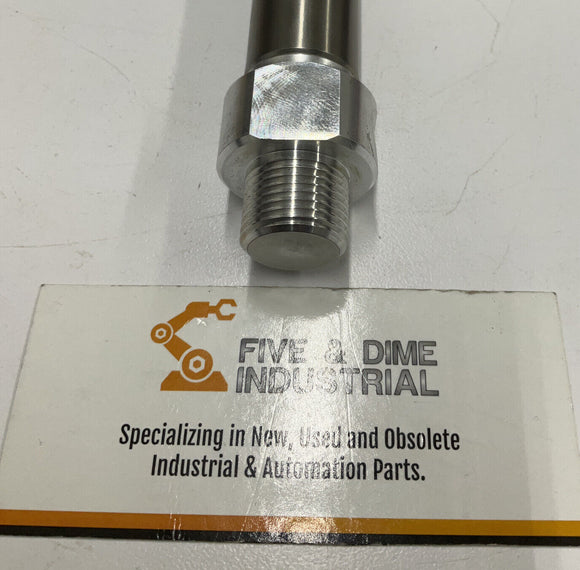 FIVE & DIME
INDUSTRIAL
Specializing in New, Used and Obsolete
Industrial & Automation Parts.